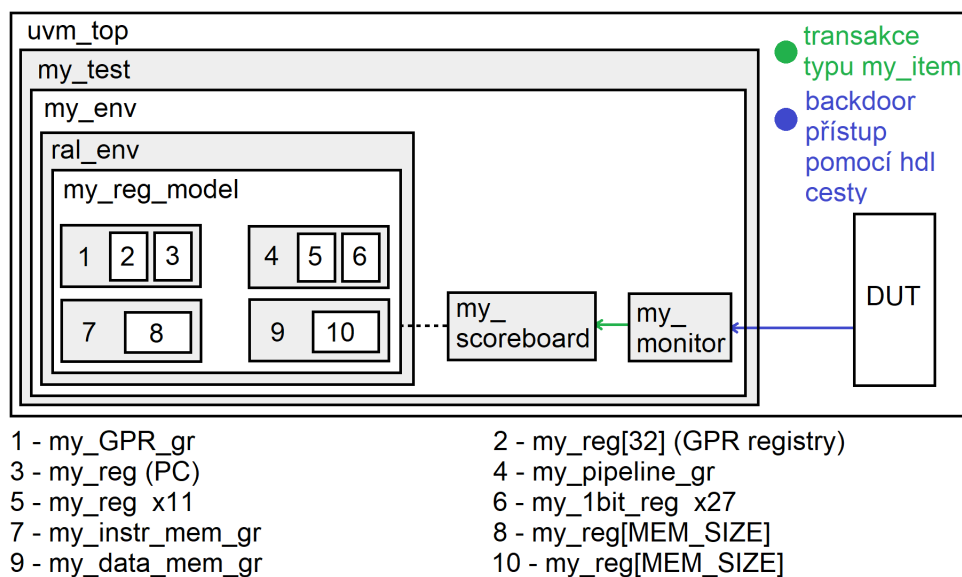 uvm_top
my_test
my_env
ral_env
my_reg_model
1 2 3
4 5 6
7 8
9 10
my_
scoreboard
my_
monitor
DUT
transakce
typu my_item
backdoor
přístup
pomocí hdl
cesty
1 - my_GPR_gr
2 - my_reg[32] (GPR registry)
3 - my_reg (PC)
4 - my_pipeline_gr
5 - my_reg x11
6 - my_1bit_reg x27
7 - my_instr_mem_gr
8 - my_reg[MEM_SIZE]
9 - my_data_mem_gr
10 - my_reg[MEM_SIZE]